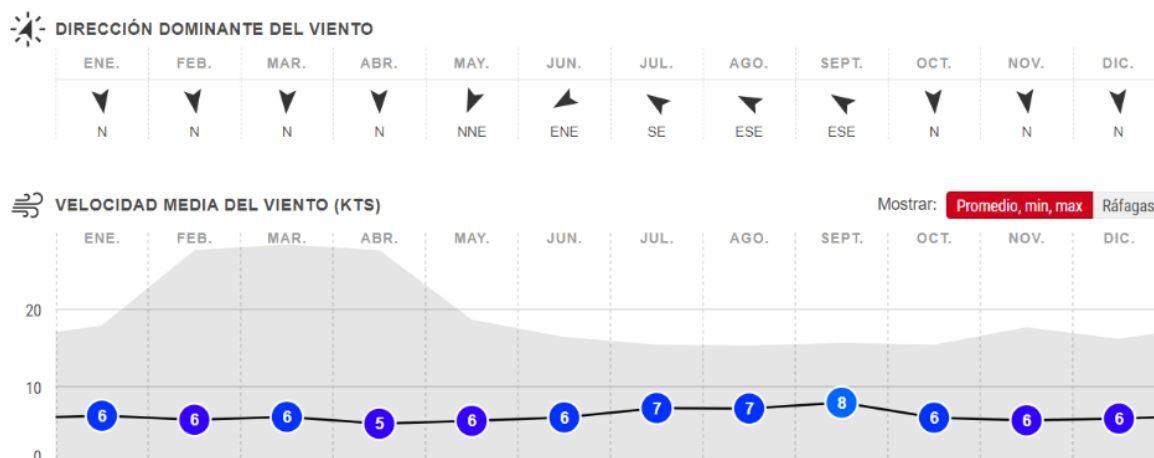 DIRECCIÓN DOMINANTE DEL VIENTO
ENE. FEB. MAR. ABR. MAY. JUN. JUL. AGO. SEPT. OCT. NOV. DIC.
N N N N NNE ENE SE ESE ESE N N N
VELOCIDAD MEDIA DEL VIENTO (KTS) Mostrar: Promedio, min, max Ráfagas
ENE. FEB. MAR. ABR. MAY. JUN. JUL. AGO. SEPT. OCT. NOV. DIC.
20
10
6 6 6 5 6 6 7 7 8 6 6 6
0